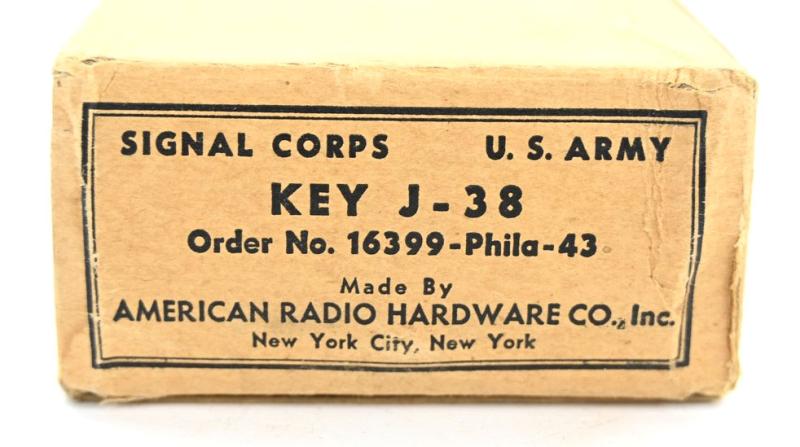 SIGNAL CORPS U. S. ARMY
KEY J-38
Order No. 16399-Phila-43
Made By
AMERICAN RADIO HARDWARE CO., Inc.
New York City, New York